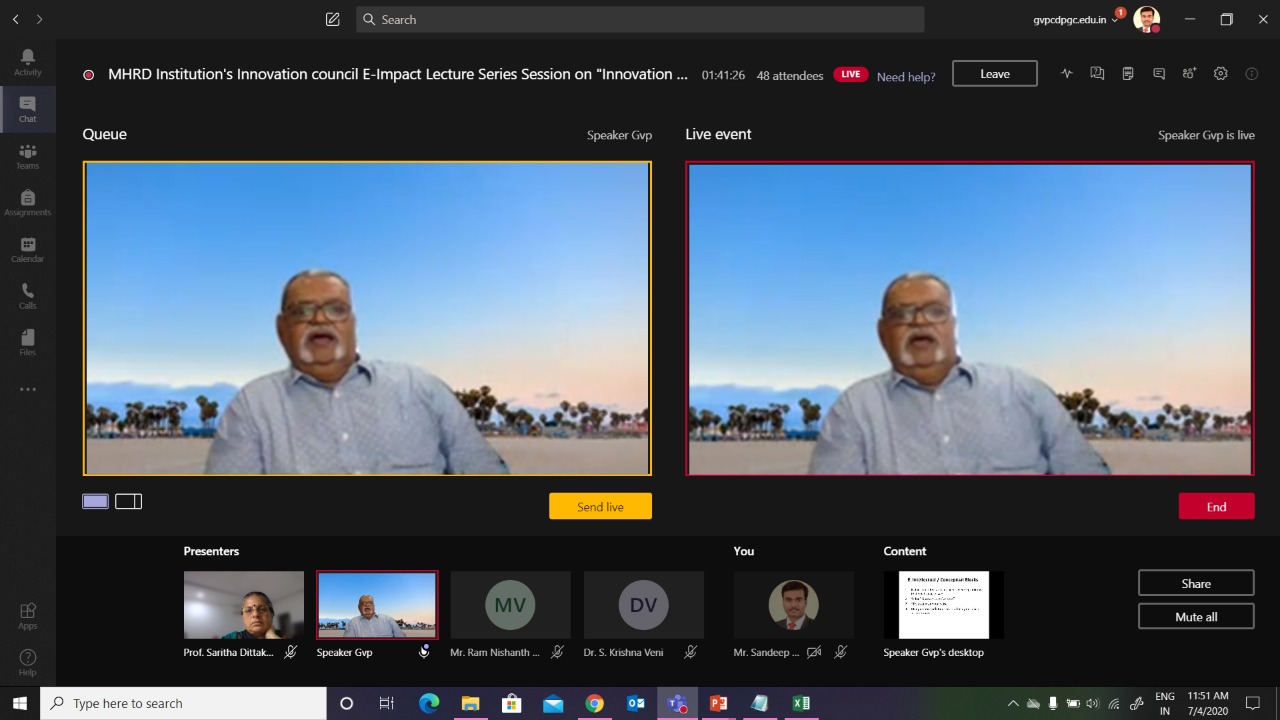 Search
gvpcdpgc.edu.in
1
Activity
Chat
Teams
Assignments
Calendar
Calls
Files
Apps
Help
MHRD Institution's Innovation council E-Impact Lecture Series Session on "Innovation ...
01:41:26
48 attendees
LIVE
Need help?
Leave
Queue
Speaker Gvp
Live event
Speaker Gvp is live
Send live
End
Presenters
You
Content
MV
DV
E. Intellectual / Conceptual Blocks
Share
Mute all
Prof. Saritha Dittak...
Speaker Gvp
Mr. Ram Nishanth ...
Dr. S. Krishna Veni
Mr. Sandeep ...
Speaker Gvp's desktop
Type here to search
ENG
IN
11:51 AM
7/4/2020